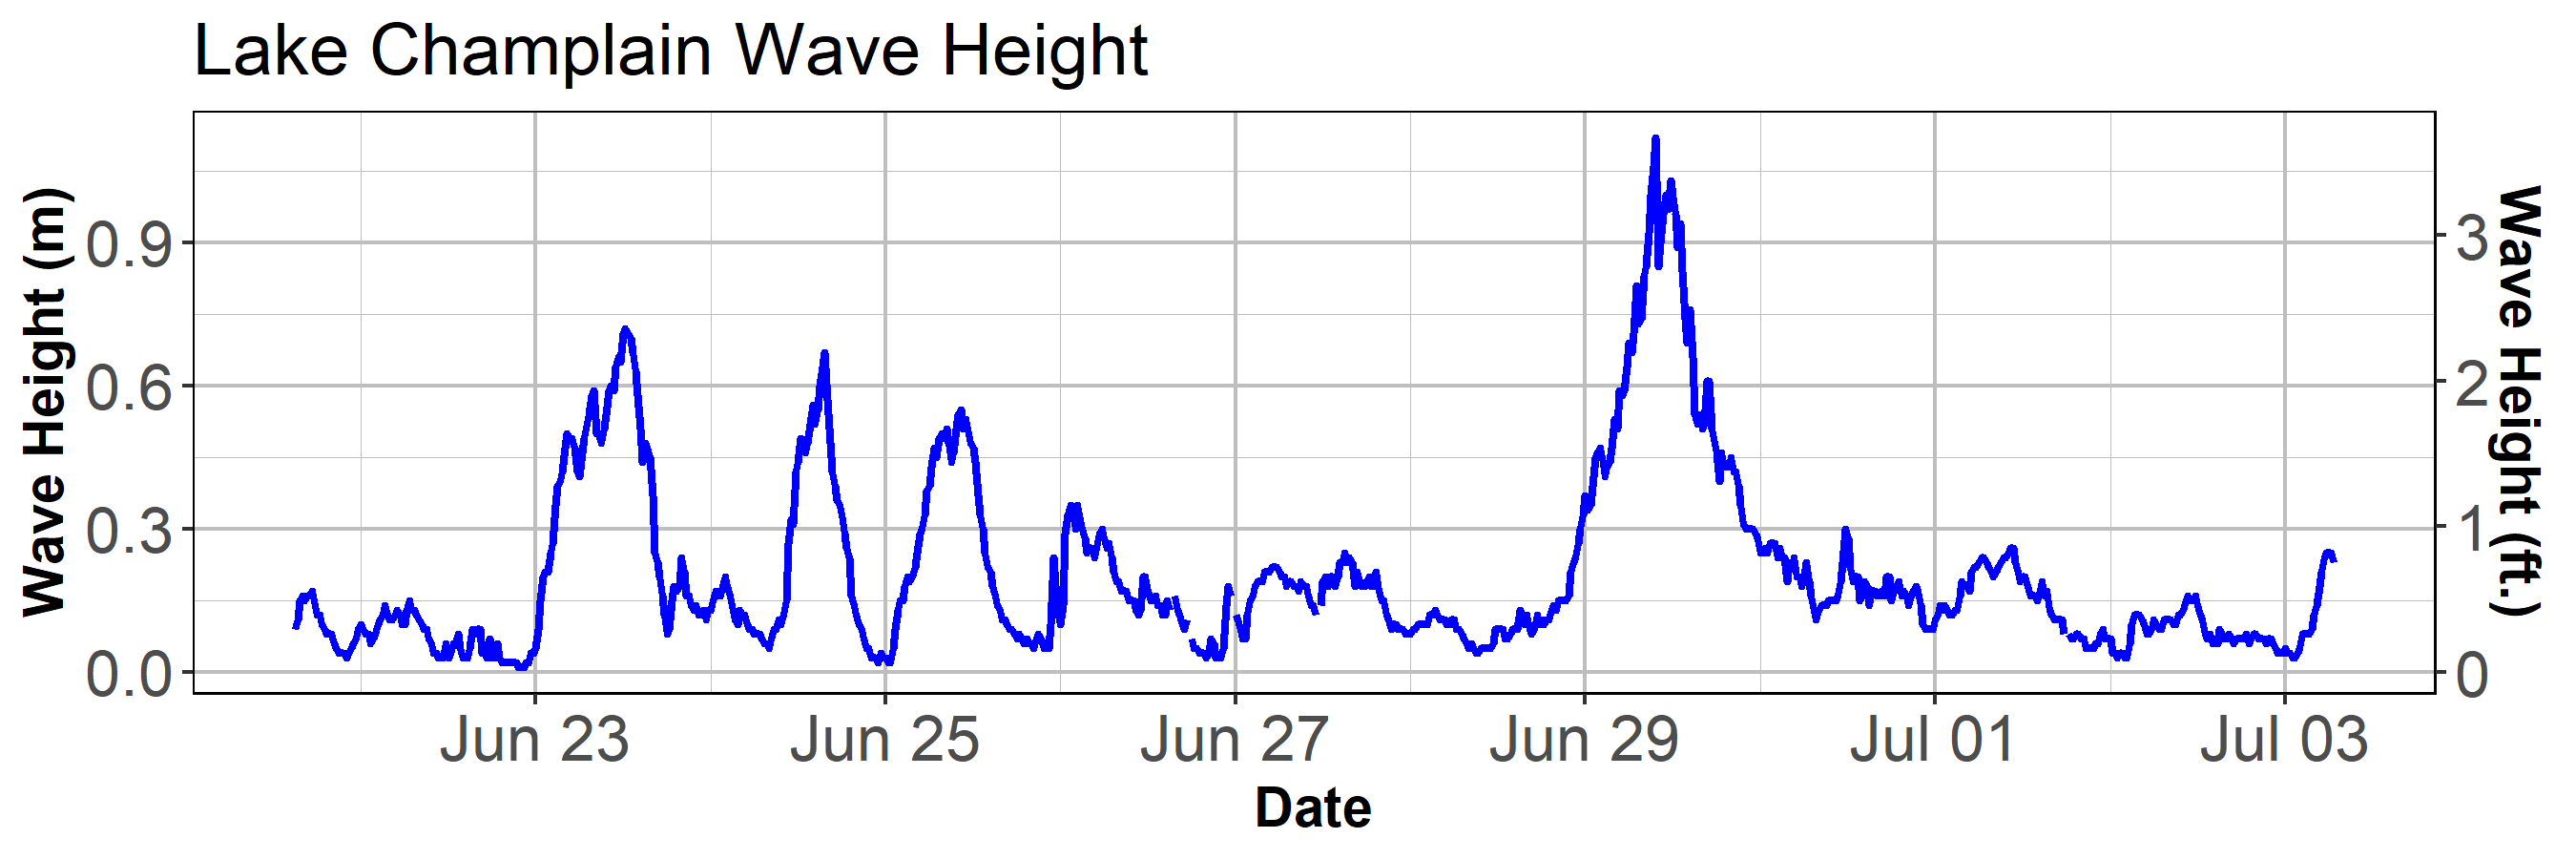 Lake Champlain Wave Height
Wave Height (m)
0.9
0.6
0.3
0.0
3
2
1
0
Wave Height (ft.)
Jun 23
Jun 25
Jun 27
Jun 29
Jul 01
Jul 03
Date